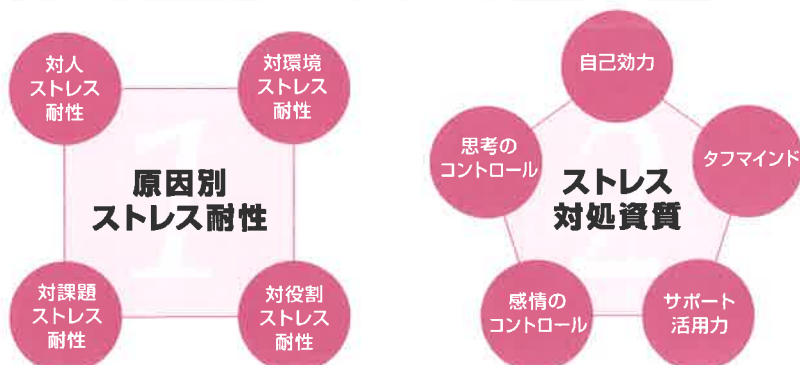 対人
ストレス
耐性
対環境
ストレス
耐性
1
原因別
ストレス耐性
対課題
ストレス
耐性
対役割
ストレス
耐性
自己効力
思考の
コントロール
タフマインド
2
ストレス
対処資質
感情の
コントロール
サポート
活用力